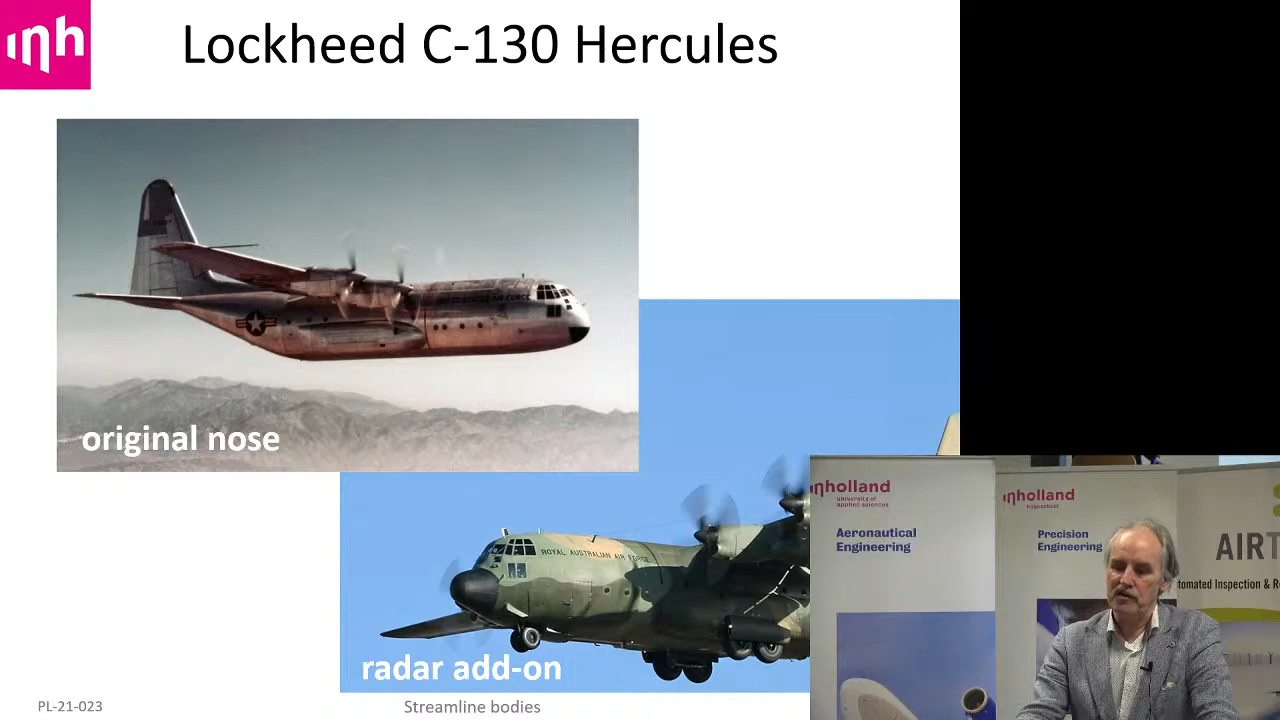 inh
Lockheed C-130 Hercules
UNITED STATES AIR FORCE
original nose
ROYAL AUSTRALIAN AIR FORCE
radar add-on
PL-21-023
Streamline bodies
inholland
university of
applied sciences
Aeronautical
Engineering
inholland
hogeschool
Precision
Engineering
AIRT
tomated Inspection & R